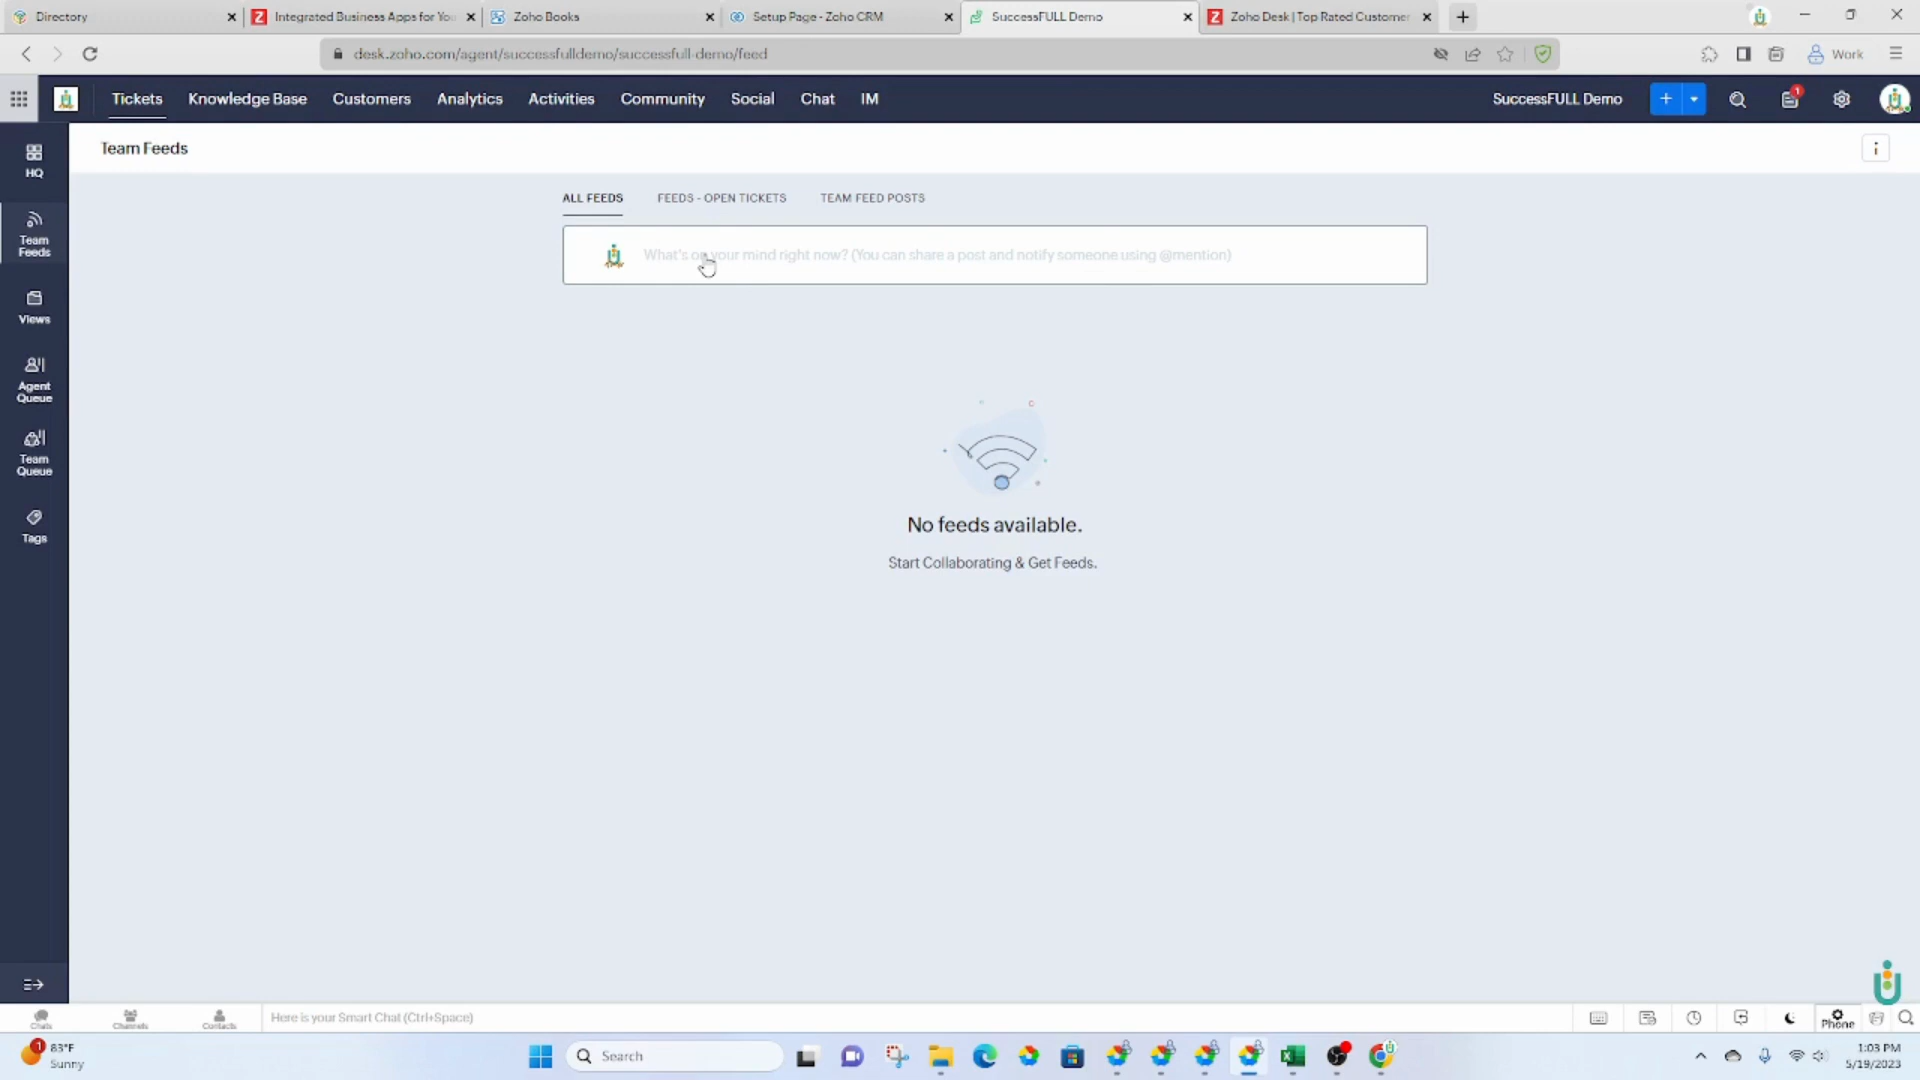 Directory
Integrated Business Apps for You
Zoho Books
Setup Page - Zoho CRM
SuccessFULL Demo
Zoho Desk | Top Rated Customer
desk.zoho.com/agent/successfulldemo/successfull-demo/feed
Work
Tickets
Knowledge Base
Customers
Analytics
Activities
Community
Social
Chat
IM
SuccessFULL Demo
1
HQ
Team
Feeds
Views
Agent
Queue
Team
Queue
Tags
Team Feeds
i
ALL FEEDS
FEEDS - OPEN TICKETS
TEAM FEED POSTS
What's on your mind right now? (You can share a post and notify someone using @mention)
No feeds available.
Start Collaborating & Get Feeds.
Chats
Channels
Contacts
Here is your Smart Chat (Ctrl+Space)
Phone
1
83°F
Sunny
Search
1:03 PM
5/19/2023